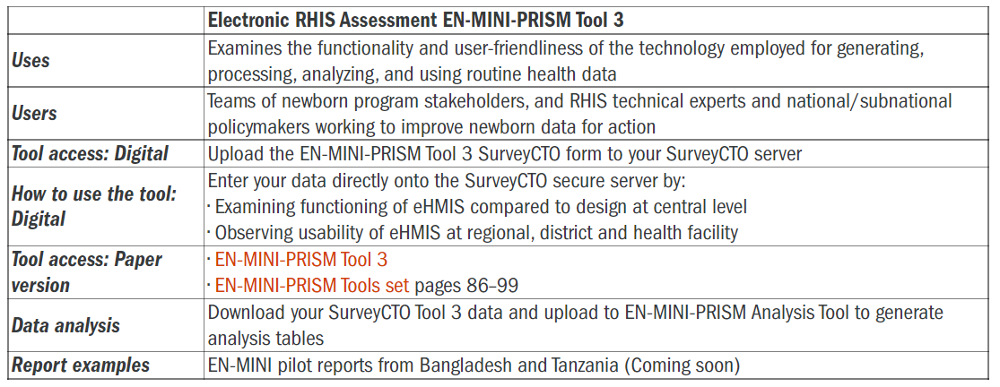 Electronic RHIS Assessment EN-MINI-PRISM Tool 3
Uses
Examines the functionality and user-friendliness of the technology employed for generating,
processing, analyzing, and using routine health data
Users
Teams of newborn program stakeholders, and RHIS technical experts and national/subnational
policymakers working to improve newborn data for action
Tool access: Digital
Upload the EN-MINI-PRISM Tool 3 SurveyCTO form to your SurveyCTO server
How to use the tool:
Digital
Enter your data directly onto the SurveyCTO secure server by:
· Examining functioning of eHMIS compared to design at central level
· Observing usability of eHMIS at regional, district and health facility
Tool access: Paper
version
· EN-MINI-PRISM Tool 3
· EN-MINI-PRISM Tools set pages 86–99
Data analysis
Download your SurveyCTO Tool 3 data and upload to EN-MINI-PRISM Analysis Tool to generate
analysis tables
Report examples
EN-MINI pilot reports from Bangladesh and Tanzania (Coming soon)